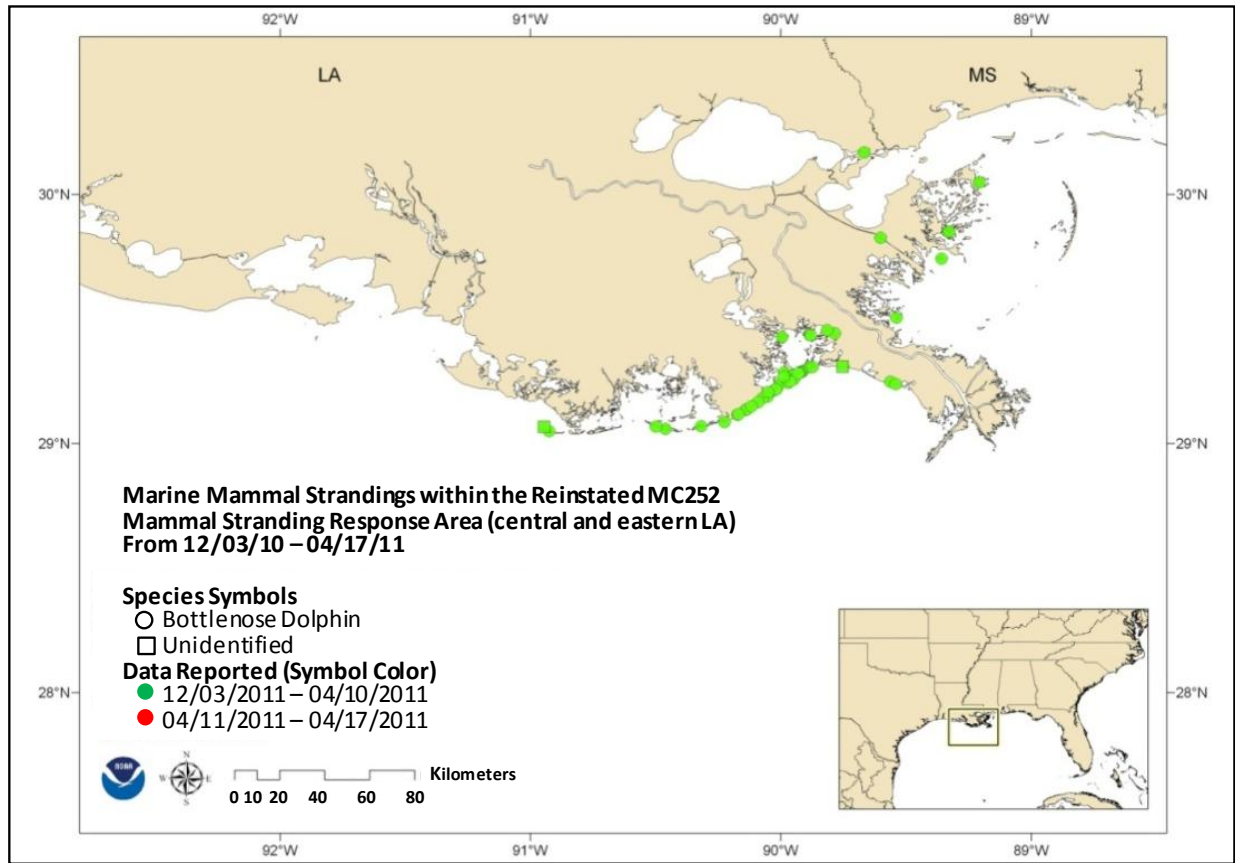 92°W 91°W 90°W 89°W
LA MS
30°N 30°N
29°N 29°N
Marine Mammal Strandings within the Reinstated MC252
Mammal Stranding Response Area (central and eastern LA)
From 12/03/10 – 04/17/11
Species Symbols
Bottlenose Dolphin
Unidentified
Data Reported (Symbol Color)
28°N 28°N
12/03/2011 – 04/10/2011
04/11/2011 – 04/17/2011
NOAA
N
W E
S
Kilometers
0 10 20 40 60 80
92°W 91°W 90°W 89°W